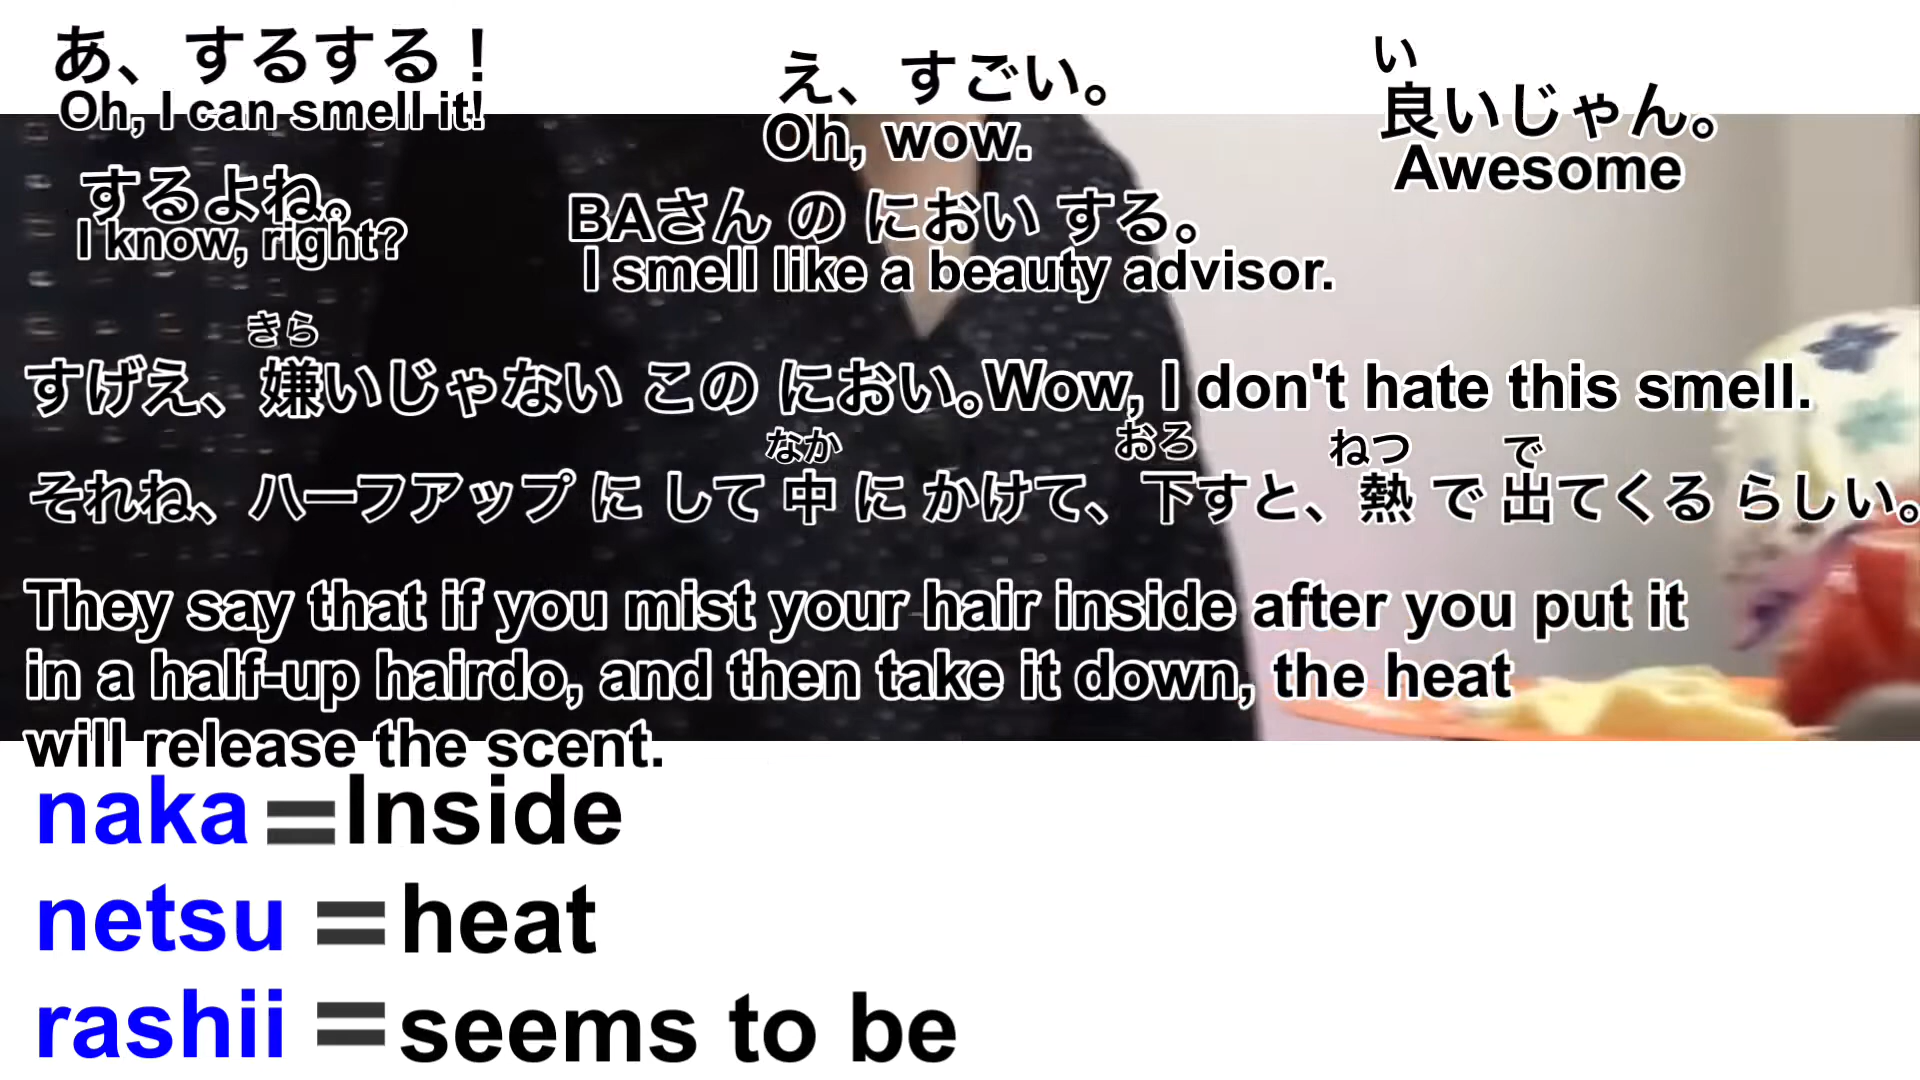 あ、するする！
Oh, I can smell it!
え、すごい。
Oh, wow.
い
良いじゃん。
Awesome
するよね。
I know, right?
BAさん の におい する。
I smell like a beauty advisor.
きら
すげえ、嫌いじゃない この におい。Wow, I don't hate this smell.
なか おろ ねつ で
それね、ハーフアップ に して 中 に かけて、下すと、熱 で 出てくる らしい。
They say that if you mist your hair inside after you put it
in a half-up hairdo, and then take it down, the heat
will release the scent.
naka=Inside
netsu=heat
rashii=seems to be